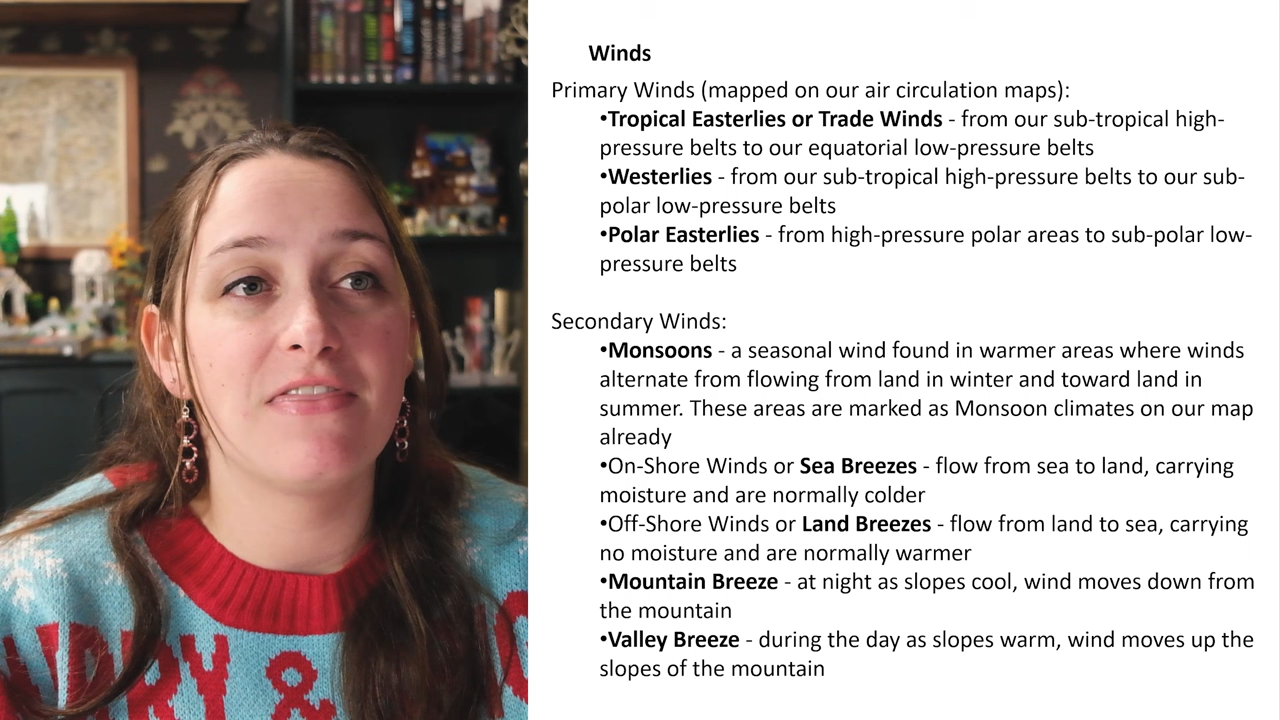 Winds
Primary Winds (mapped on our air circulation maps):
•Tropical Easterlies or Trade Winds - from our sub-tropical high-
pressure belts to our equatorial low-pressure belts
•Westerlies - from our sub-tropical high-pressure belts to our sub-
polar low-pressure belts
•Polar Easterlies - from high-pressure polar areas to sub-polar low-
pressure belts
Secondary Winds:
•Monsoons - a seasonal wind found in warmer areas where winds
alternate from flowing from land in winter and toward land in
summer. These areas are marked as Monsoon climates on our map
already
•On-Shore Winds or Sea Breezes - flow from sea to land, carrying
moisture and are normally colder
•Off-Shore Winds or Land Breezes - flow from land to sea, carrying
no moisture and are normally warmer
•Mountain Breeze - at night as slopes cool, wind moves down from
the mountain
•Valley Breeze - during the day as slopes warm, wind moves up the
slopes of the mountain
&